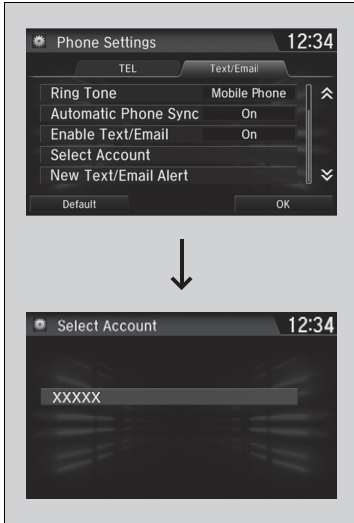 Phone Settings 12:34
TEL Text/Email
Ring Tone Mobile Phone
Automatic Phone Sync On
Enable Text/Email On
Select Account
New Text/Email Alert
Default OK
Select Account 12:34
XXXXX